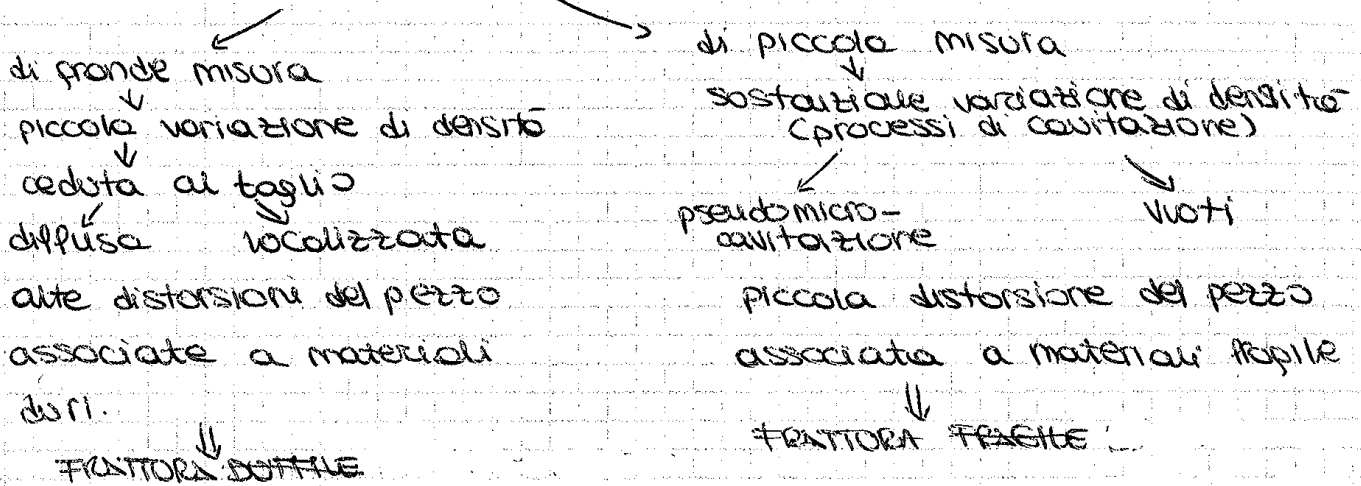 di grande misura
piccola variazione di densità
ceduta al taglio
diffusa localizzata
alte distorsioni del pezzo
associate a materiali
duri.
FRATTURA DUTTILE
di piccola misura
sostanziale variazione di densità
(processi di cavitazione)
pseudomicro-
cavitazione vuoti
piccola distorsione del pezzo
associata a materiali fragile
FRATTURA FRAGILE